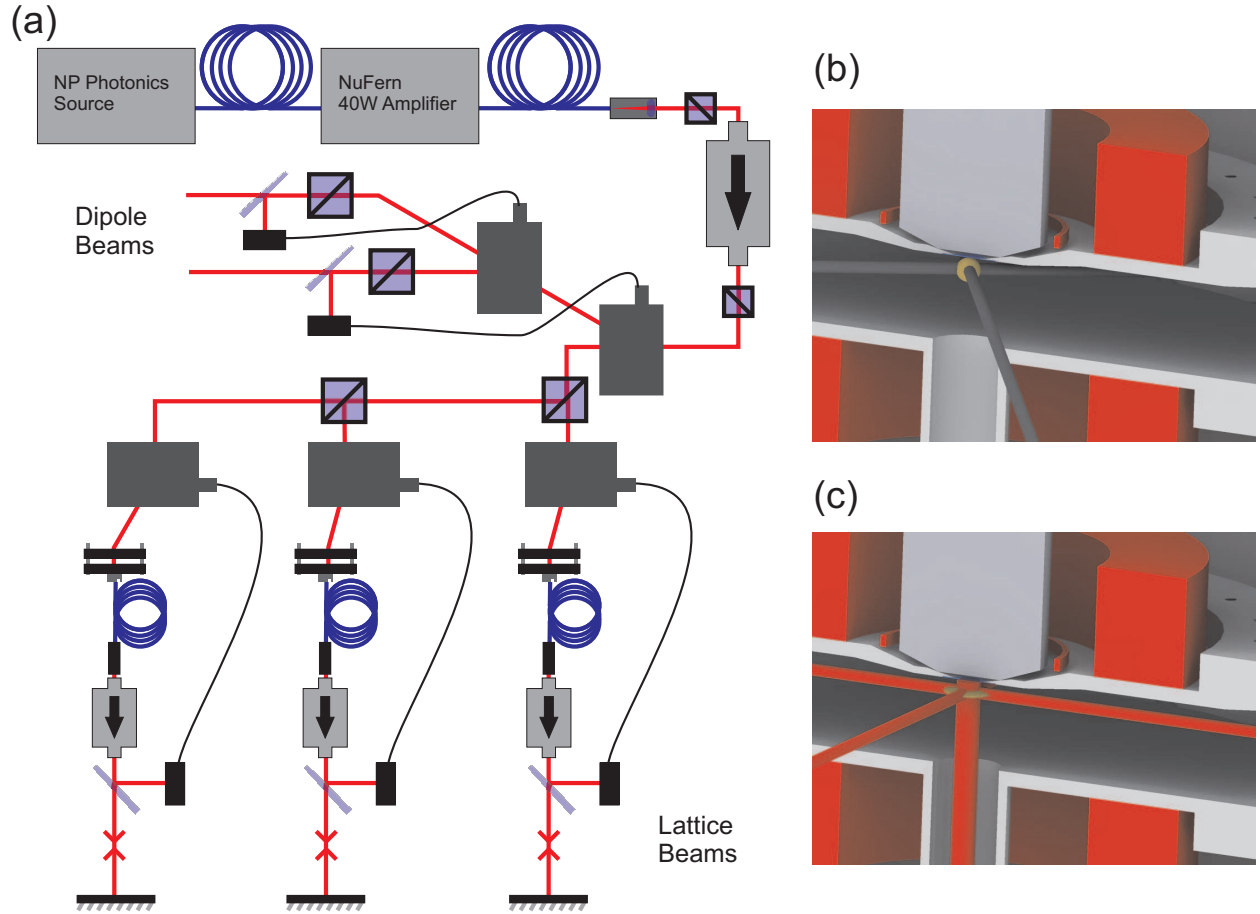 (a)
NP Photonics
Source
NuFern
40W Amplifier
Dipole
Beams
Lattice
Beams
(b)
(c)